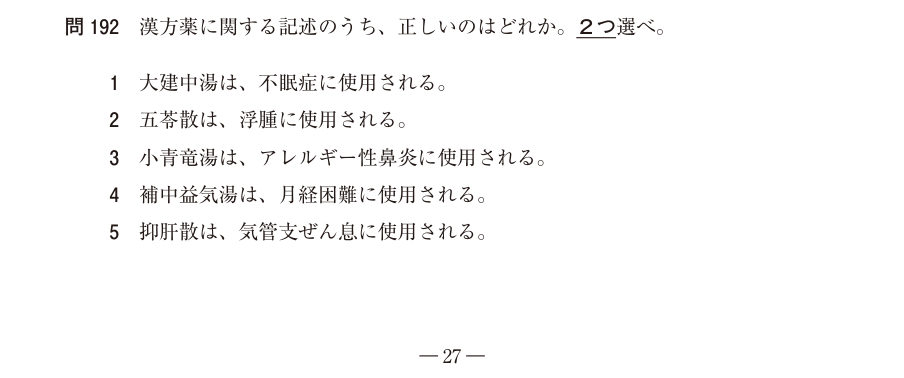 問 192 漢方薬に関する記述のうち、正しいのはどれか。2つ選べ。
1 大建中湯は、不眠症に使用される。
2 五苓散は、浮腫に使用される。
3 小青竜湯は、アレルギー性鼻炎に使用される。
4 補中益気湯は、月経困難に使用される。
5 抑肝散は、気管支ぜん息に使用される。
— 27 —